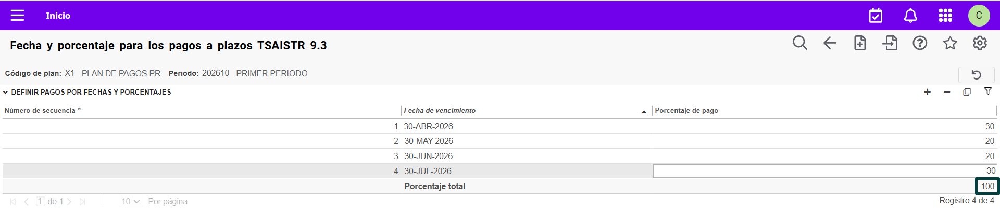 Inicio
C
Fecha y porcentaje para los pagos a plazos TSAISTR 9.3
Código de plan: X1 PLAN DE PAGOS PR Periodo: 202610 PRIMER PERIODO
DEFINIR PAGOS POR FECHAS Y PORCENTAJES
Número de secuencia * Fecha de vencimiento Porcentaje de pago
1 30-ABR-2026 30
2 30-MAY-2026 20
3 30-JUN-2026 20
4 30-JUL-2026 30
Porcentaje total 100
1 de 1 10 Por página Registro 4 de 4